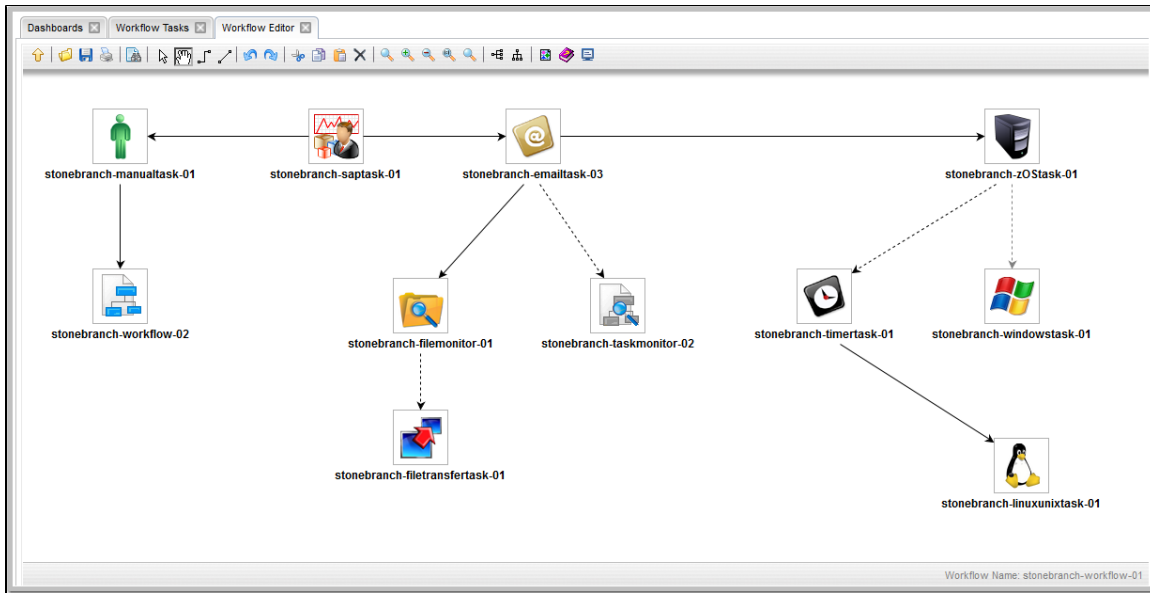 Dashboards
Workflow Tasks
Workflow Editor
stonebranch-manualtask-01
stonebranch-saptask-01
stonebranch-emailtask-03
stonebranch-zOStask-01
stonebranch-workflow-02
stonebranch-filemonitor-01
stonebranch-taskmonitor-02
stonebranch-timertask-01
stonebranch-windowstask-01
stonebranch-filetransfertask-01
stonebranch-linuxunixtask-01
Workflow Name: stonebranch-workflow-01